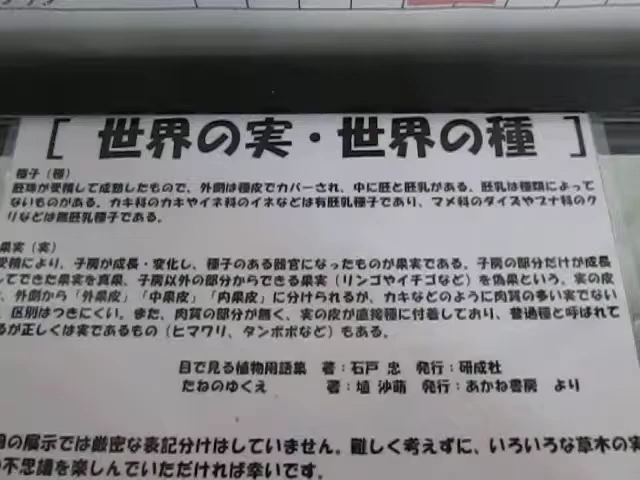 [ 世界の実・世界の種 ]
種子（種）
胚珠が受精して成熟したもので、外側は種皮でカバーされ、中に胚と胚乳がある。胚乳は種類によって
ないものがある。カキ科のカキやイネ科のイネなどは有胚乳種子であり、マメ科のダイズやブナ科のク
リなどは無胚乳種子である。
果実（実）
受精により、子房が成長・変化し、種子のある器官になったものが果実である。子房の部分だけが成長
してできた果実を真果、子房以外の部分からできる果実（リンゴやイチゴなど）を偽果という。実の皮
、外側から「外果皮」「中果皮」「内果皮」に分けられるが、カキなどのように肉質の多い実でない
、区別はつきにくい。また、肉質の部分が無く、実の皮が直接種に付着しており、普通種と呼ばれて
るが正しくは実であるもの（ヒマワリ、タンポポなど）もある。
目で見る植物用語集 著：石戸 忠 発行：研成社
たねのゆくえ 著：埴 沙萠 発行：あかね書房 より
の展示では厳密な表記分けはしていません。難しく考えずに、いろいろな草木の実
不思議を楽しんでいただければ幸いです。